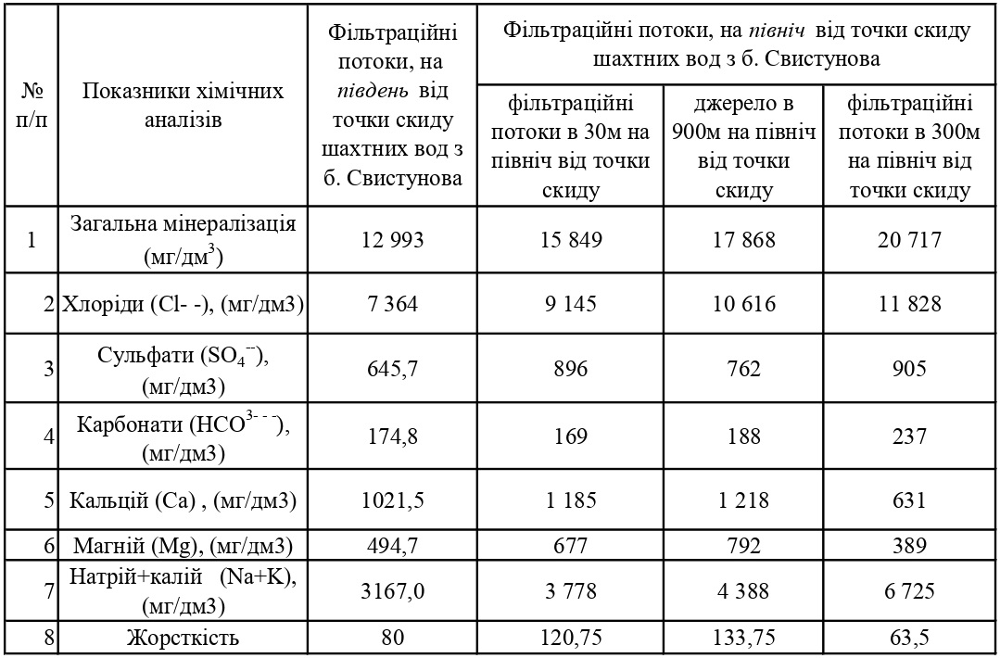 №
п/п
Показники хімічних
аналізів
Фільтраційні
потоки, на
південь від
точки скиду
шахтних вод з
б. Свистунова
Фільтраційні потоки, на північ від точки скиду
шахтних вод з б. Свистунова
фільтраційні
потоки в 30м на
північ від точки
скиду
джерело в
900м на північ
від точки
скиду
фільтраційні
потоки в 300м
на північ від
точки скиду
1
Загальна мінералізація
(мг/дм³)
12 993
15 849
17 868
20 717
2
Хлоріди (Cl- -), (мг/дм3)
7 364
9 145
10 616
11 828
3
Сульфати (SO₄⁻⁻),
(мг/дм3)
645,7
896
762
905
4
Карбонати (HCO³⁻ ⁻ ⁻),
(мг/дм3)
174,8
169
188
237
5
Кальцій (Ca) , (мг/дм3)
1021,5
1 185
1 218
631
6
Магній (Mg), (мг/дм3)
494,7
677
792
389
7
Натрій+калій (Na+K),
(мг/дм3)
3167,0
3 778
4 388
6 725
8
Жорсткість
80
120,75
133,75
63,5